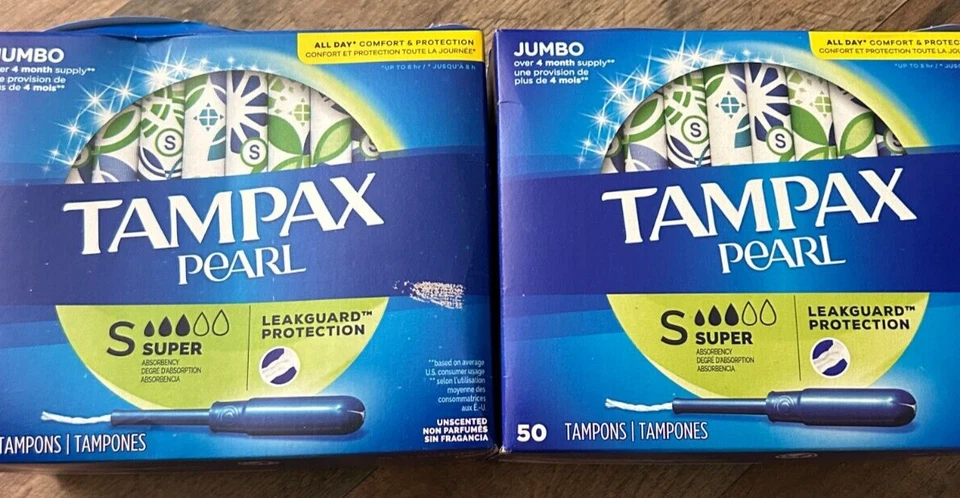 JUMBO
over 4 month supply**
une provision de
plus de 4 mois**
ALL DAY* COMFORT & PROTECTION
CONFORT ET PROTECTION TOUTE LA JOURNÉE*
*UP TO 8 hr / * JUSQU'À 8 h
S
S
TAMPAX
PEARL
S
SUPER
ABSORBENCY
DEGRÉ D'ABSORPTION
ABSORBENCIA
LEAKGUARD™
PROTECTION
**based on average
U.S. consumer usage
**selon l'utilisation
moyenne des
consommatrices
aux É-U
UNSCENTED
NON PARFUMÉS
SIN FRAGANCIA
TAMPONS | TAMPONES
JUMBO
over 4 month supply**
une provision de
plus de 4 mois**
ALL DAY* COMFORT & PROTEC
CONFORT ET PROTECTION TOUTE LA JOU
*UP TO 8 hr / * JUSQ
S
S
TAMPAX
PEARL
S
SUPER
ABSORBENCY
DEGRÉ D'ABSORPTION
ABSORBENCIA
LEAKGUARD™
PROTECTION
50 TAMPONS | TAMPONES